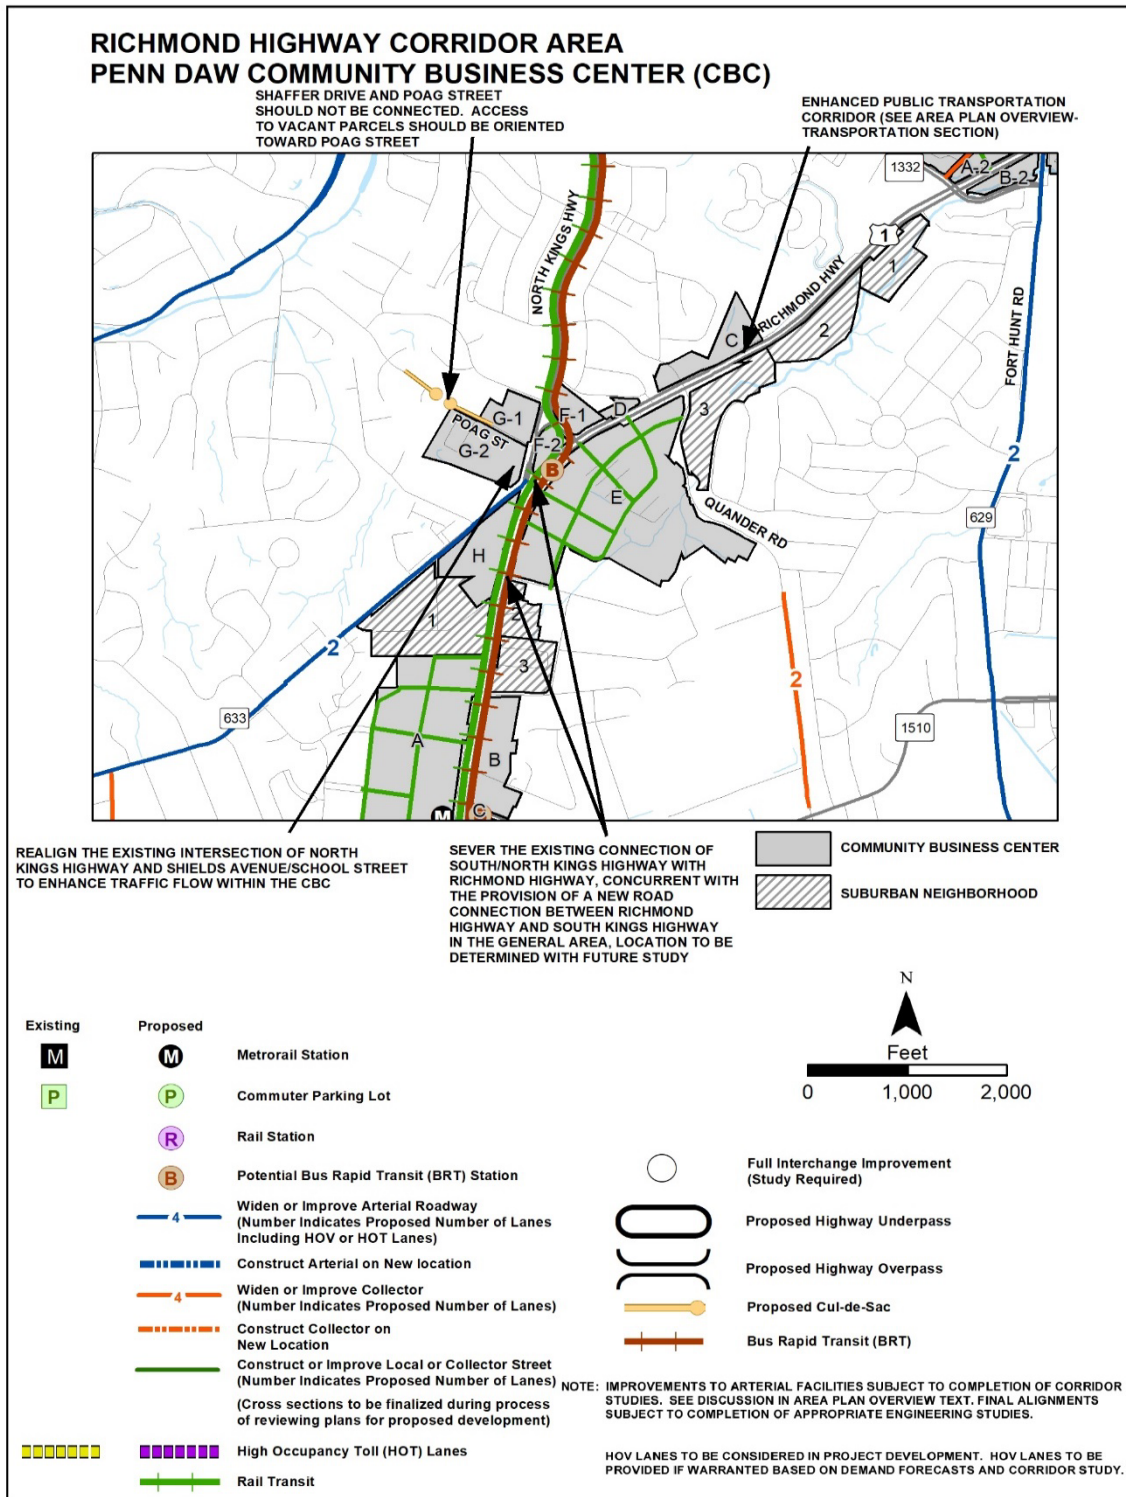 RICHMOND HIGHWAY CORRIDOR AREA
PENN DAW COMMUNITY BUSINESS CENTER (CBC)
SHAFFER DRIVE AND POAG STREET
SHOULD NOT BE CONNECTED. ACCESS
TO VACANT PARCELS SHOULD BE ORIENTED
TOWARD POAG STREET
ENHANCED PUBLIC TRANSPORTATION
CORRIDOR (SEE AREA PLAN OVERVIEW-
TRANSPORTATION SECTION)
1332
A-2
B-2
1
NORTH KINGS HWY
RICHMOND HWY
FORT HUNT RD
1
2
C
3
D
F-1
G-1
POAG ST
G-2
F-2
B
E
2
QUANDER RD
629
H
1
2
2
3
2
633
1510
A
B
M
C
REALIGN THE EXISTING INTERSECTION OF NORTH
KINGS HIGHWAY AND SHIELDS AVENUE/SCHOOL STREET
TO ENHANCE TRAFFIC FLOW WITHIN THE CBC
SEVER THE EXISTING CONNECTION OF
SOUTH/NORTH KINGS HIGHWAY WITH
RICHMOND HIGHWAY, CONCURRENT WITH
THE PROVISION OF A NEW ROAD
CONNECTION BETWEEN RICHMOND
HIGHWAY AND SOUTH KINGS HIGHWAY
IN THE GENERAL AREA, LOCATION TO BE
DETERMINED WITH FUTURE STUDY
COMMUNITY BUSINESS CENTER
SUBURBAN NEIGHBORHOOD
N
Feet
0 1,000 2,000
Existing Proposed
M M Metrorail Station
P P Commuter Parking Lot
R Rail Station
B Potential Bus Rapid Transit (BRT) Station
4 Widen or Improve Arterial Roadway
(Number Indicates Proposed Number of Lanes
Including HOV or HOT Lanes)
Construct Arterial on New location
4 Widen or Improve Collector
(Number Indicates Proposed Number of Lanes)
Construct Collector on
New Location
Construct or Improve Local or Collector Street
(Number Indicates Proposed Number of Lanes)
(Cross sections to be finalized during process
of reviewing plans for proposed development)
High Occupancy Toll (HOT) Lanes
Rail Transit
Full Interchange Improvement
(Study Required)
Proposed Highway Underpass
Proposed Highway Overpass
Proposed Cul-de-Sac
Bus Rapid Transit (BRT)
NOTE: IMPROVEMENTS TO ARTERIAL FACILITIES SUBJECT TO COMPLETION OF CORRIDOR
STUDIES. SEE DISCUSSION IN AREA PLAN OVERVIEW TEXT. FINAL ALIGNMENTS
SUBJECT TO COMPLETION OF APPROPRIATE ENGINEERING STUDIES.
HOV LANES TO BE CONSIDERED IN PROJECT DEVELOPMENT. HOV LANES TO BE
PROVIDED IF WARRANTED BASED ON DEMAND FORECASTS AND CORRIDOR STUDY.